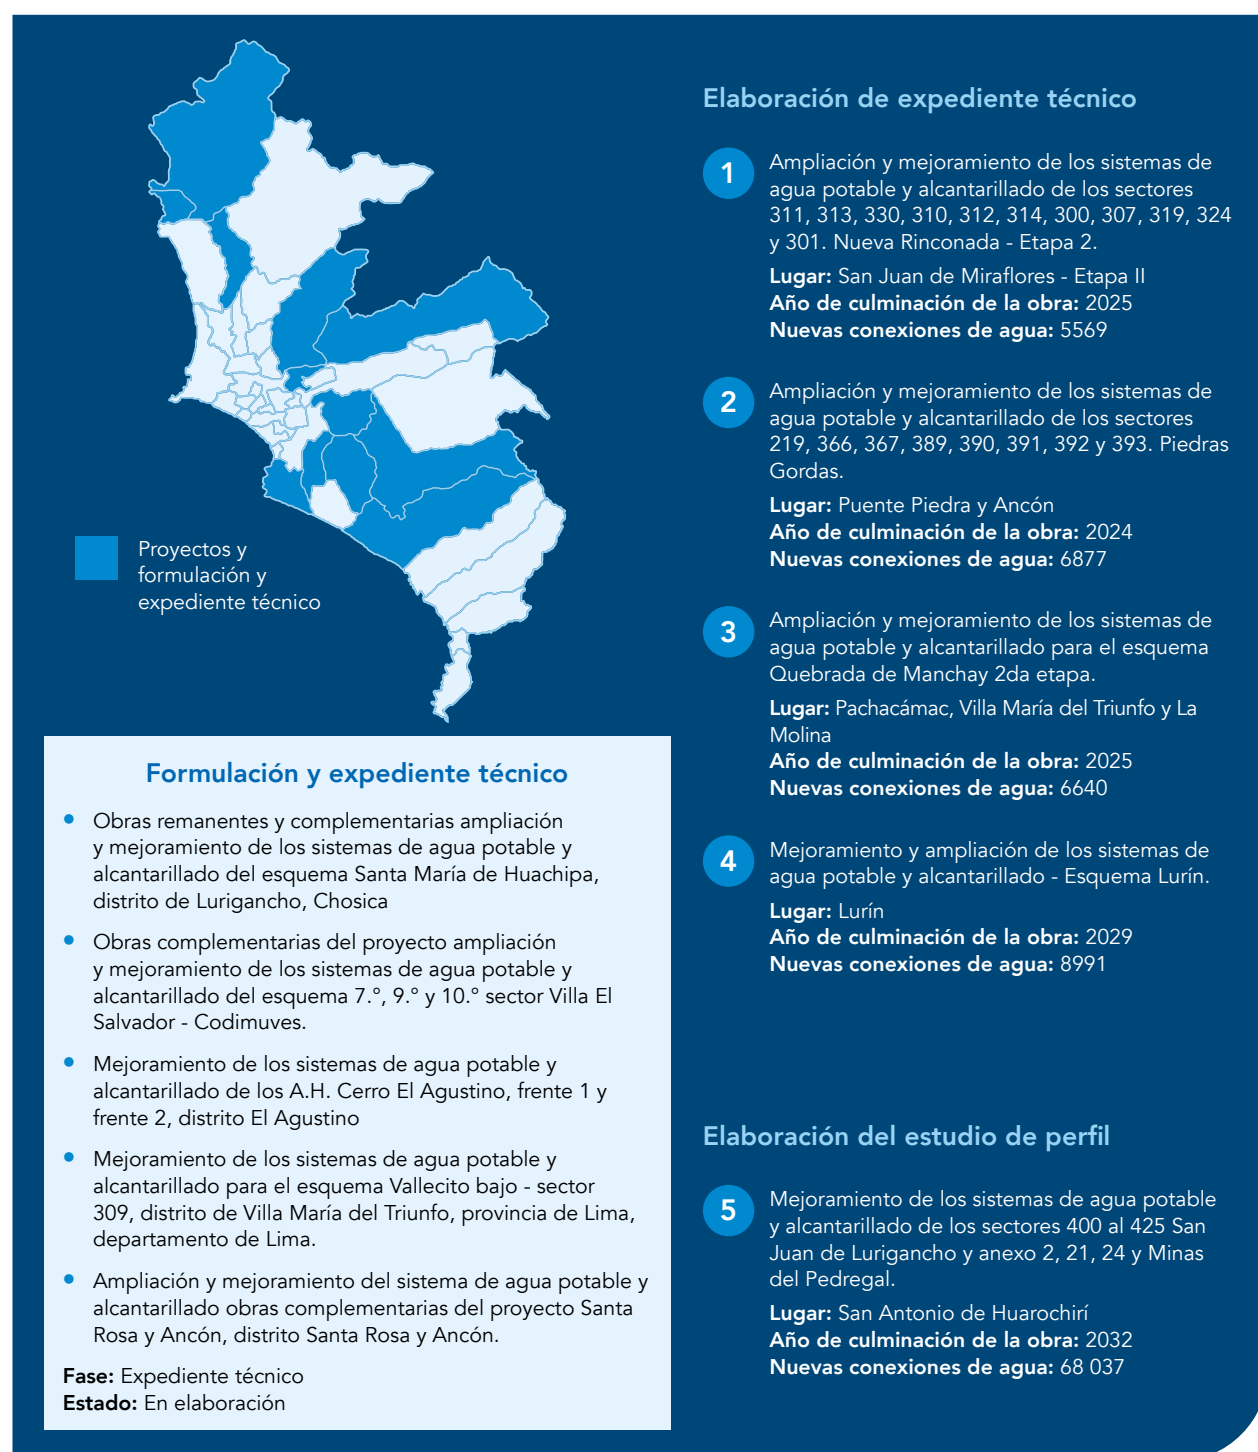 Proyectos y
formulación y
expediente técnico
Formulación y expediente técnico
• Obras remanentes y complementarias ampliación
y mejoramiento de los sistemas de agua potable y
alcantarillado del esquema Santa María de Huachipa,
distrito de Lurigancho, Chosica
• Obras complementarias del proyecto ampliación
y mejoramiento de los sistemas de agua potable y
alcantarillado del esquema 7.º, 9.º y 10.º sector Villa El
Salvador - Codimuves.
• Mejoramiento de los sistemas de agua potable y
alcantarillado de los A.H. Cerro El Agustino, frente 1 y
frente 2, distrito El Agustino
• Mejoramiento de los sistemas de agua potable y
alcantarillado para el esquema Vallecito bajo - sector
309, distrito de Villa María del Triunfo, provincia de Lima,
departamento de Lima.
• Ampliación y mejoramiento del sistema de agua potable y
alcantarillado obras complementarias del proyecto Santa
Rosa y Ancón, distrito Santa Rosa y Ancón.
Fase: Expediente técnico
Estado: En elaboración
Elaboración de expediente técnico
1
Ampliación y mejoramiento de los sistemas de
agua potable y alcantarillado de los sectores
311, 313, 330, 310, 312, 314, 300, 307, 319, 324
y 301. Nueva Rinconada - Etapa 2.
Lugar: San Juan de Miraflores - Etapa II
Año de culminación de la obra: 2025
Nuevas conexiones de agua: 5569
2
Ampliación y mejoramiento de los sistemas de
agua potable y alcantarillado de los sectores
219, 366, 367, 389, 390, 391, 392 y 393. Piedras
Gordas.
Lugar: Puente Piedra y Ancón
Año de culminación de la obra: 2024
Nuevas conexiones de agua: 6877
3
Ampliación y mejoramiento de los sistemas de
agua potable y alcantarillado para el esquema
Quebrada de Manchay 2da etapa.
Lugar: Pachacámac, Villa María del Triunfo y La
Molina
Año de culminación de la obra: 2025
Nuevas conexiones de agua: 6640
4
Mejoramiento y ampliación de los sistemas de
agua potable y alcantarillado - Esquema Lurín.
Lugar: Lurín
Año de culminación de la obra: 2029
Nuevas conexiones de agua: 8991
Elaboración del estudio de perfil
5
Mejoramiento de los sistemas de agua potable
y alcantarillado de los sectores 400 al 425 San
Juan de Lurigancho y anexo 2, 21, 24 y Minas
del Pedregal.
Lugar: San Antonio de Huarochirí
Año de culminación de la obra: 2032
Nuevas conexiones de agua: 68 037